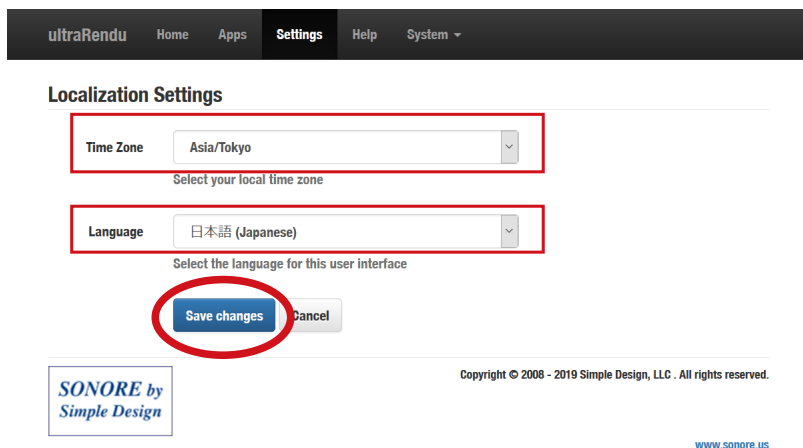 ultraRendu Home Apps Settings Help System
Localization Settings
Time Zone Asia/Tokyo
Select your local time zone
Language 日本語 (Japanese)
Select the language for this user interface
Save changes Cancel
Copyright © 2008 - 2019 Simple Design, LLC . All rights reserved.
SONORE by
Simple Design
www.sonore.us